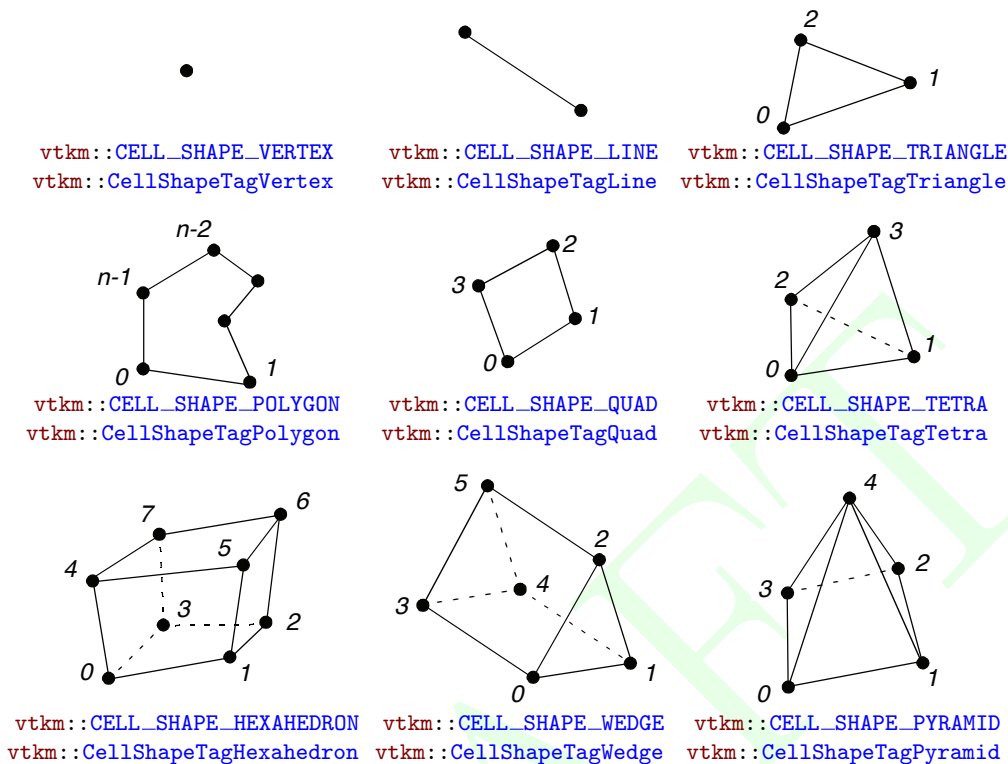 2
1
0
vtkm::CELL_SHAPE_VERTEX
vtkm::CellShapeTagVertex
vtkm::CELL_SHAPE_LINE
vtkm::CellShapeTagLine
vtkm::CELL_SHAPE_TRIANGLE
vtkm::CellShapeTagTriangle
n-2
n-1
0
1
vtkm::CELL_SHAPE_POLYGON
vtkm::CellShapeTagPolygon
2
3
1
0
vtkm::CELL_SHAPE_QUAD
vtkm::CellShapeTagQuad
3
2
1
0
vtkm::CELL_SHAPE_TETRA
vtkm::CellShapeTagTetra
6
7
5
4
3
2
0
1
vtkm::CELL_SHAPE_HEXAHEDRON
vtkm::CellShapeTagHexahedron
5
2
4
3
1
0
vtkm::CELL_SHAPE_WEDGE
vtkm::CellShapeTagWedge
4
2
3
1
0
vtkm::CELL_SHAPE_PYRAMID
vtkm::CellShapeTagPyramid